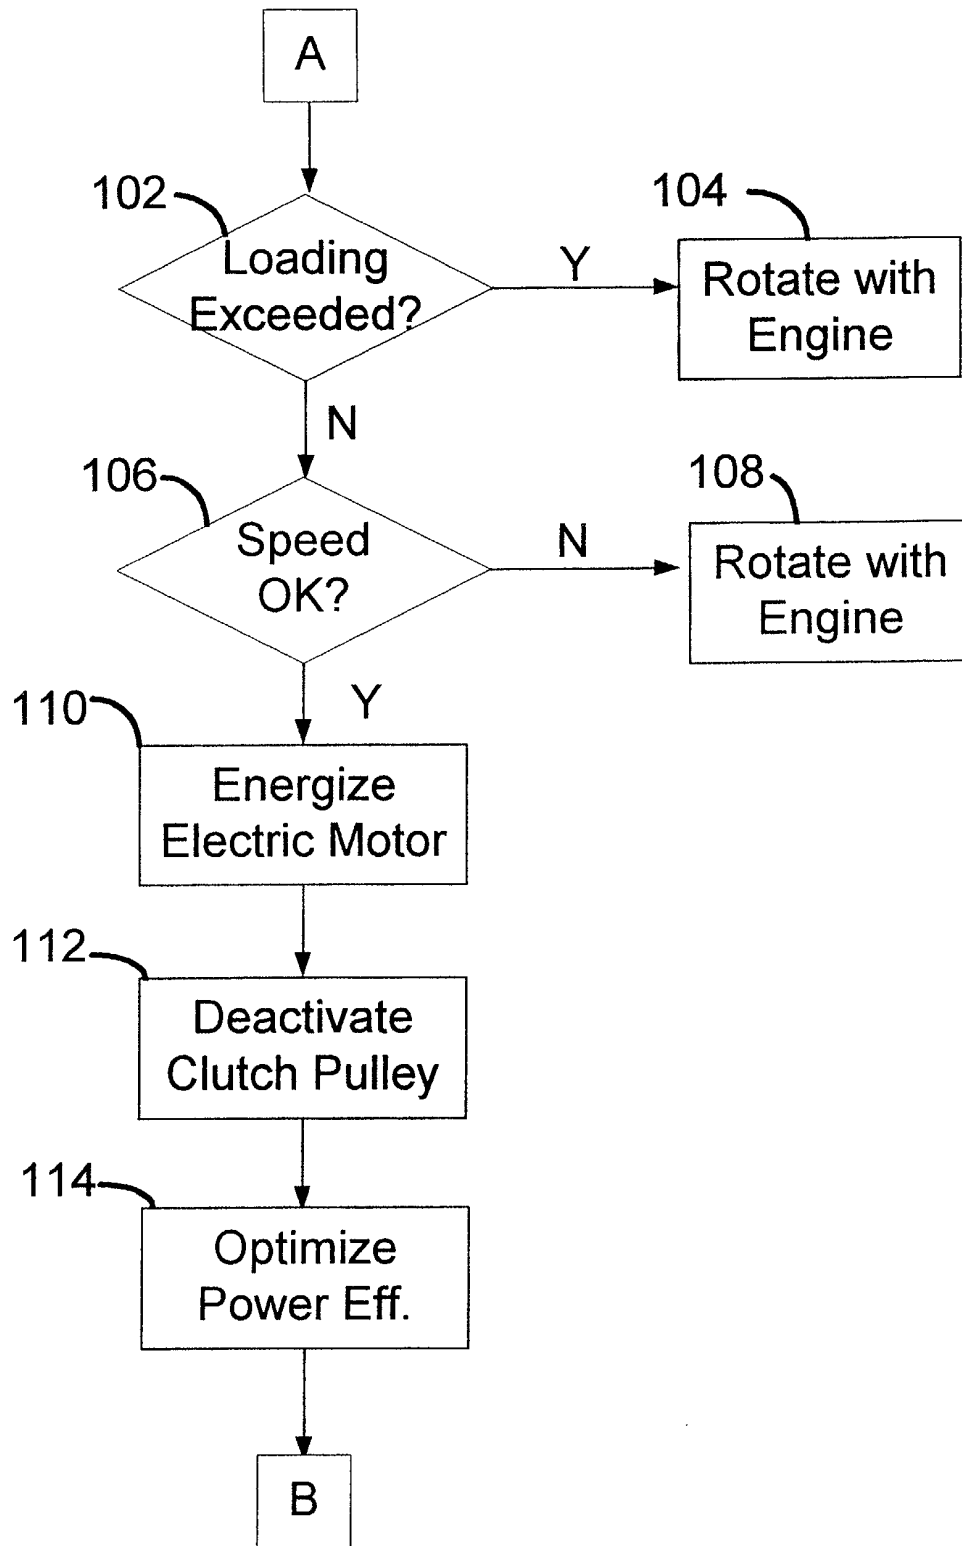 A
102
104
Loading
Exceeded?
Y
Rotate with
Engine
N
106
108
Speed
OK?
N
Rotate with
Engine
Y
110
Energize
Electric Motor
112
Deactivate
Clutch Pulley
114
Optimize
Power Eff.
B